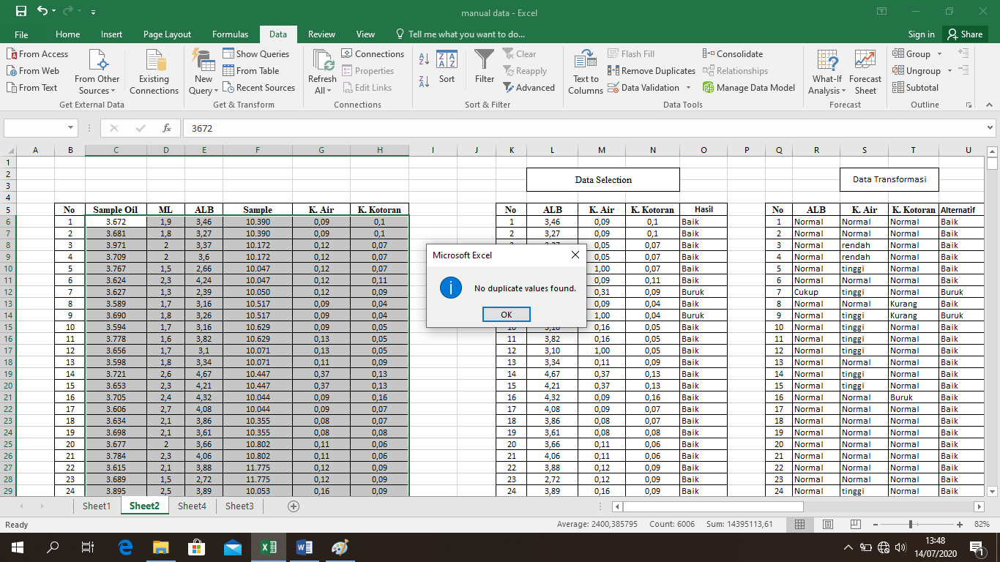 manual data - Excel
File Home Insert Page Layout Formulas Data Review View Tell me what you want to do... Sign in Share
From Access
From Web
From Text
From Other Sources
Existing Connections
Get External Data
New Query
Show Queries
From Table
Recent Sources
Get & Transform
Refresh All
Connections
Properties
Edit Links
Connections
Sort
Filter
Clear
Reapply
Advanced
Sort & Filter
Text to Columns
Flash Fill
Remove Duplicates
Data Validation
Consolidate
Relationships
Manage Data Model
Data Tools
What-If Analysis
Forecast Sheet
Forecast
Group
Ungroup
Subtotal
Outline
fx 3672
A B C D E F G H I J K L M N O P Q R S T U
1
2 Data Selection Data Transformasi
3
4
5 No Sample Oil ML ALB Sample K. Air K. Kotoran No ALB K. Air K. Kotoran Hasil No ALB K. Air K. Kotoran Alternatif
6 1 3.672 1,9 3,46 10.390 0,09 0,1 1 3,46 0,09 0,1 Baik 1 Normal Normal Normal Baik
7 2 3.681 1,8 3,27 10.390 0,09 0,1 2 3,27 0,09 0,1 Baik 2 Normal Normal Normal Baik
8 3 3.971 2 3,37 10.172 0,12 0,07 0,05 0,07 Baik 3 Normal rendah Normal Baik
9 4 3.709 2 3,6 10.172 0,12 0,07 0,05 0,07 Baik 4 Normal rendah Normal Baik
10 5 3.767 1,5 2,66 10.047 0,12 0,07 1,00 0,07 Baik 5 Normal tinggi Normal Baik
11 6 3.624 2,3 4,24 10.047 0,12 0,11 0,09 0,11 Baik 6 Normal Normal Normal Baik
12 7 3.627 1,3 2,39 10.050 0,12 0,09 0,31 0,09 Buruk 7 Cukup tinggi Normal Buruk
13 8 3.589 1,7 3,16 10.517 0,09 0,04 0,09 0,04 Baik 8 Normal Normal Kurang Baik
14 9 3.690 1,8 3,26 10.517 0,09 0,04 1,00 0,04 Buruk 9 Normal tinggi Kurang Buruk
15 10 3.594 1,7 3,16 10.629 0,09 0,05 10 3,16 0,16 0,05 Baik 10 Normal tinggi Normal Baik
16 11 3.778 1,6 3,82 10.629 0,13 0,05 11 3,82 0,16 0,05 Baik 11 Normal tinggi Normal Baik
17 12 3.656 1,7 3,1 10.071 0,13 0,05 12 3,10 1,00 0,05 Baik 12 Normal tinggi Normal Baik
18 13 3.598 1,8 3,34 10.071 0,11 0,09 13 3,34 0,11 0,09 Baik 13 Normal Normal Normal Baik
19 14 3.721 2,6 4,67 10.447 0,37 0,13 14 4,67 0,37 0,13 Baik 14 Normal tinggi Normal Baik
20 15 3.653 2,3 4,21 10.447 0,37 0,13 15 4,21 0,37 0,13 Baik 15 Normal tinggi Normal Baik
21 16 3.705 2,4 4,32 10.044 0,09 0,16 16 4,32 0,09 0,16 Baik 16 Normal Normal Buruk Baik
22 17 3.606 2,7 4,08 10.044 0,09 0,07 17 4,08 0,09 0,07 Baik 17 Normal Normal Normal Baik
23 18 3.634 2,1 3,86 10.355 0,08 0,07 18 3,86 0,08 0,07 Baik 18 Normal Normal Normal Baik
24 19 3.698 2,1 3,61 10.355 0,08 0,08 19 3,61 0,08 0,08 Baik 19 Normal Normal Normal Baik
25 20 3.677 2 3,66 10.802 0,11 0,06 20 3,66 0,11 0,06 Baik 20 Normal Normal Normal Baik
26 21 3.784 2,3 4,06 10.802 0,11 0,06 21 4,06 0,11 0,06 Baik 21 Normal Normal Normal Baik
27 22 3.615 2,1 3,88 11.775 0,12 0,09 22 3,88 0,12 0,09 Baik 22 Normal Normal Normal Baik
28 23 3.689 1,5 2,72 11.775 0,12 0,09 23 2,72 0,12 0,09 Baik 23 Normal Normal Normal Baik
29 24 3.895 2,5 3,89 10.053 0,16 0,09 24 3,89 0,16 0,09 Baik 24 Normal tinggi Normal Baik
Microsoft Excel
No duplicate values found.
OK
Sheet1 Sheet2 Sheet4 Sheet3
Ready Average: 2400,385795 Count: 6006 Sum: 14395113,61 82%
13:48
14/07/2020
1